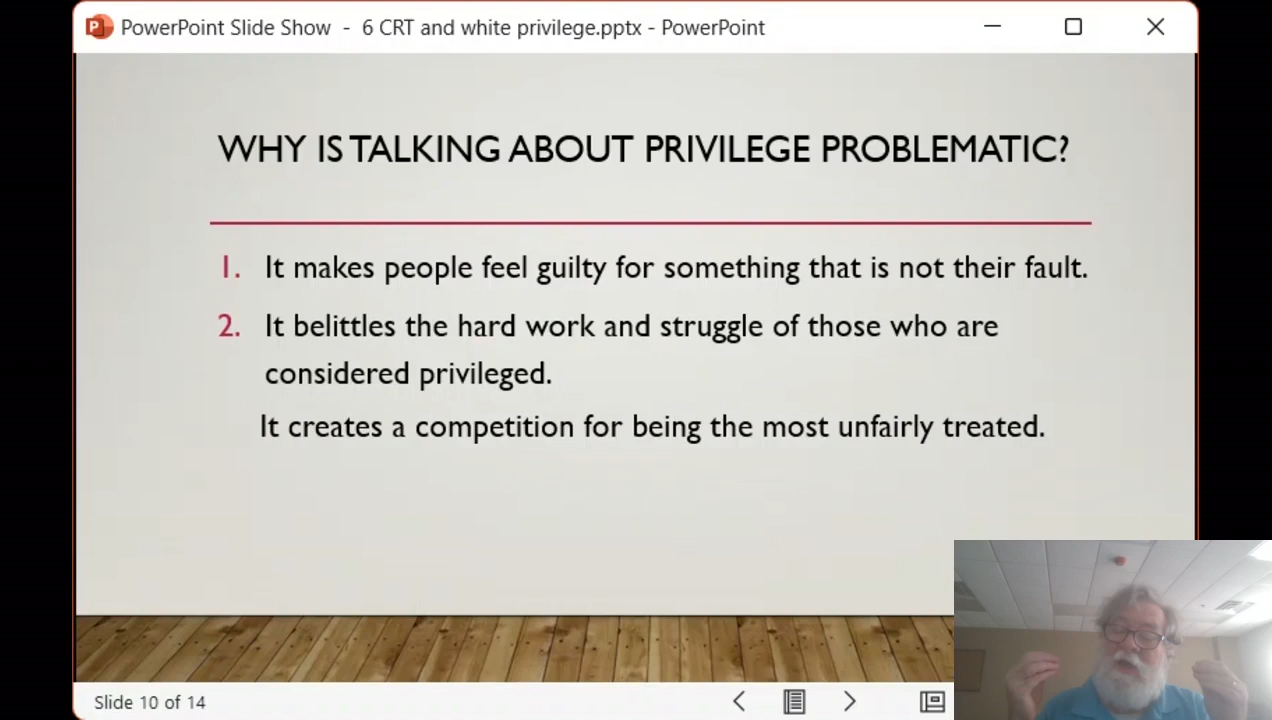 PowerPoint Slide Show - 6 CRT and white privilege.pptx - PowerPoint
WHY IS TALKING ABOUT PRIVILEGE PROBLEMATIC?
1. It makes people feel guilty for something that is not their fault.
2. It belittles the hard work and struggle of those who are
considered privileged.
It creates a competition for being the most unfairly treated.
Slide 10 of 14